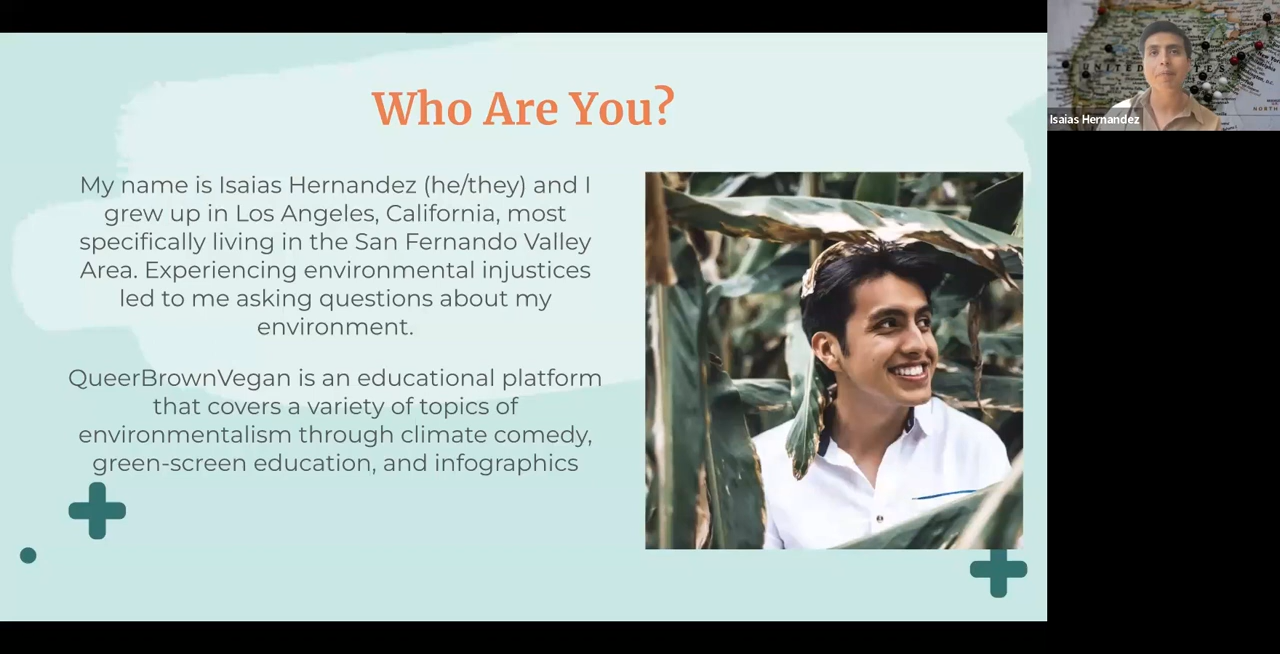 Who Are You?
My name is Isaias Hernandez (he/they) and I
grew up in Los Angeles, California, most
specifically living in the San Fernando Valley
Area. Experiencing environmental injustices
led to me asking questions about my
environment.
QueerBrownVegan is an educational platform
that covers a variety of topics of
environmentalism through climate comedy,
green-screen education, and infographics
UNITED STATES
Isaias Hernandez